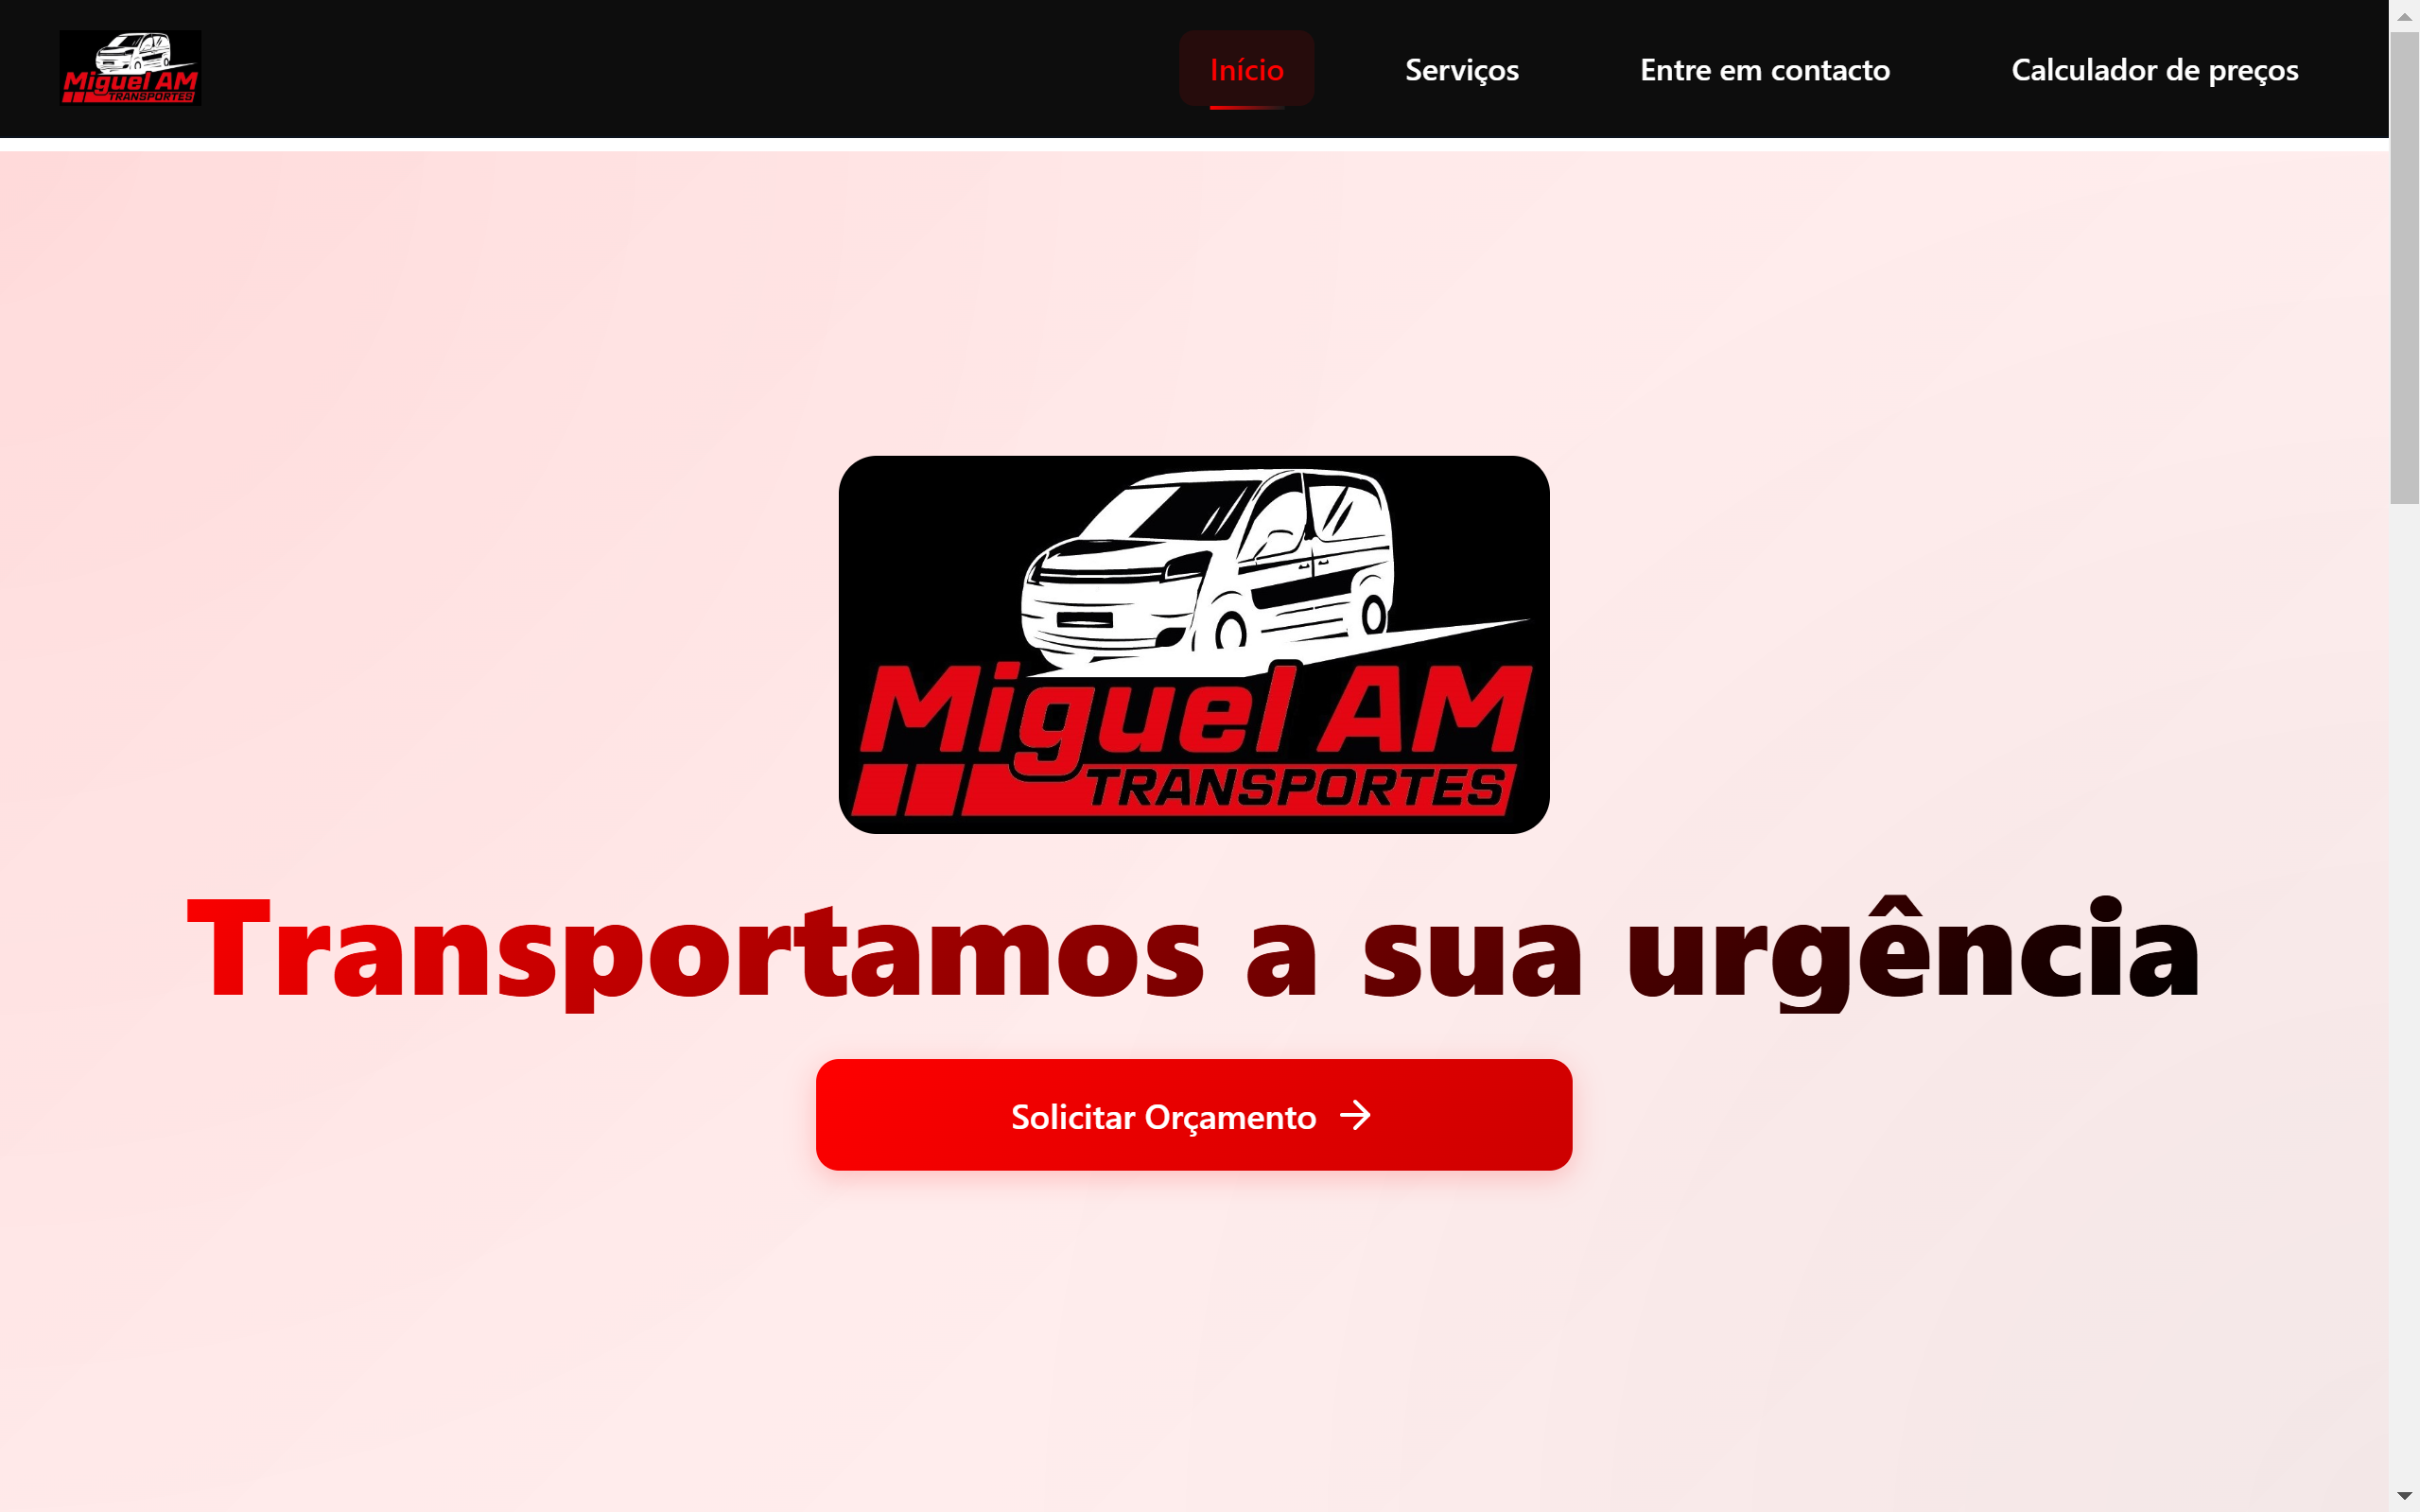 Miguel AM
TRANSPORTES
Início
Serviços
Entre em contacto
Calculador de preços
Miguel AM
TRANSPORTES
Transportamos a sua urgência
Solicitar Orçamento